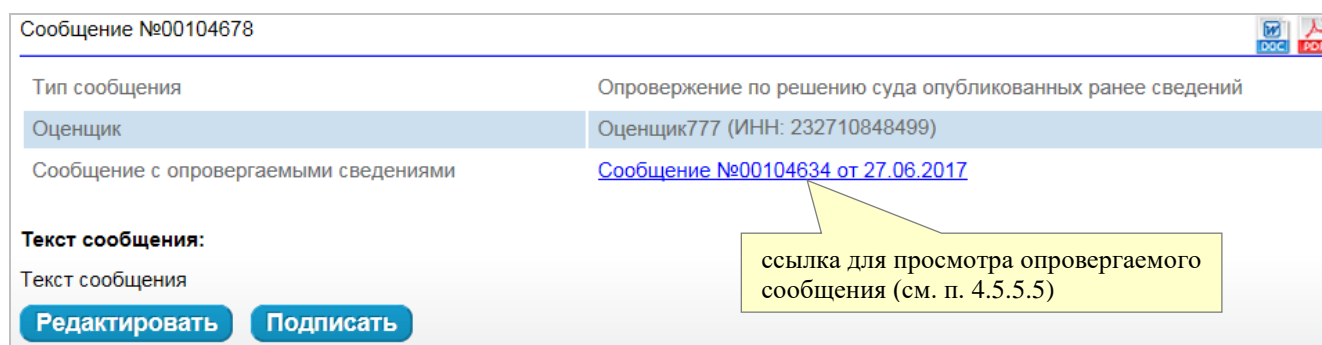 Сообщение №00104678
DOC
PDF
Тип сообщения
Опровержение по решению суда опубликованных ранее сведений
Оценщик
Оценщик777 (ИНН: 232710848499)
Сообщение с опровергаемыми сведениями
Сообщение №00104634 от 27.06.2017
Текст сообщения:
ссылка для просмотра опровергаемого
сообщения (см. п. 4.5.5.5)
Текст сообщения
Редактировать
Подписать